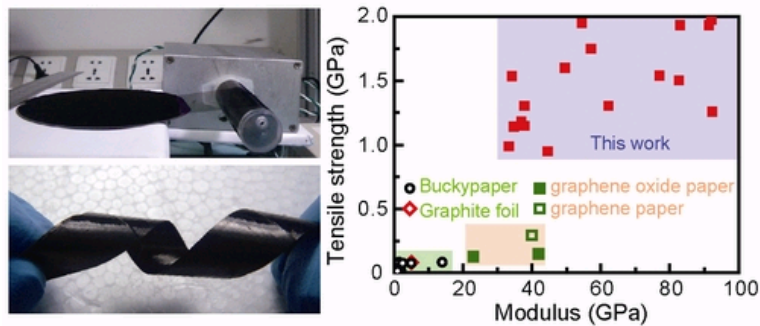 Tensile strength (GPa)
2.0
1.5
1.0
0.5
0
This work
Buckypaper
graphene oxide paper
Graphite foil
graphene paper
0
20
40
60
80
100
Modulus (GPa)